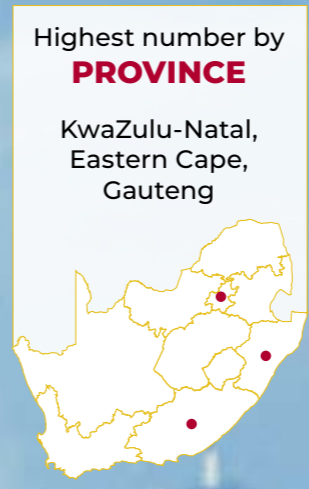 Highest number by
PROVINCE
KwaZulu-Natal,
Eastern Cape,
Gauteng